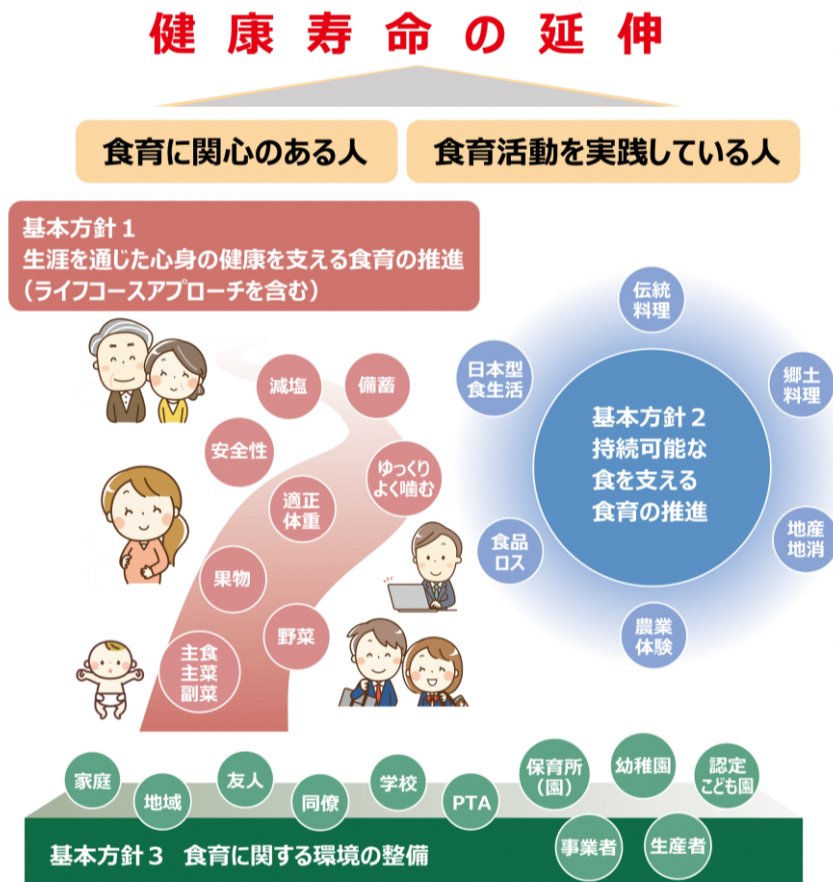 健康寿命の延伸
食育に関心のある人
食育活動を実践している人
基本方針1
生涯を通じた心身の健康を支える食育の推進
（ライフコースアプローチを含む）
減塩
備蓄
安全性
ゆっくり
よく噛む
適正
体重
果物
野菜
主食
主菜
副菜
伝統
料理
日本型
食生活
郷土
料理
基本方針2
持続可能な
食を支える
食育の推進
食品
ロス
地産
地消
農業
体験
家庭
地域
友人
同僚
学校
PTA
保育所
（園）
幼稚園
認定
こども園
事業者
生産者
基本方針3 食育に関する環境の整備